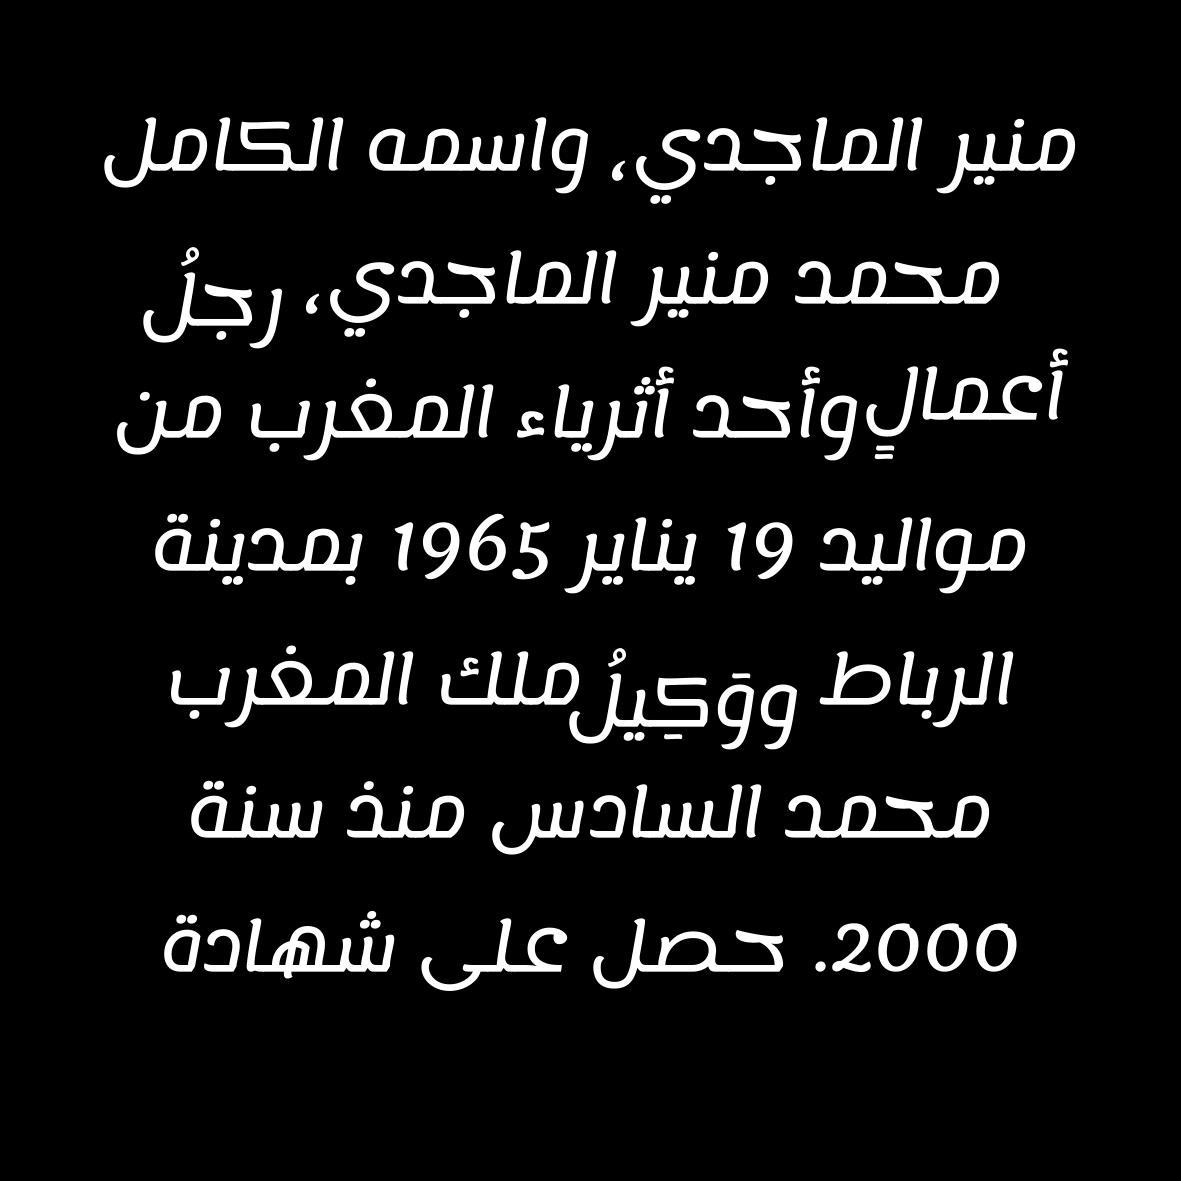 منير الماجدي، واسمه الكامل
محمد منير الماجدي، رجلُ
أعمالٍ وأحد أثرياء المغرب من
مواليد 19 يناير 1965 بمدينة
الرباط ووَكِيلُ ملك المغرب
محمد السادس منذ سنة
2000. حصل على شهادة